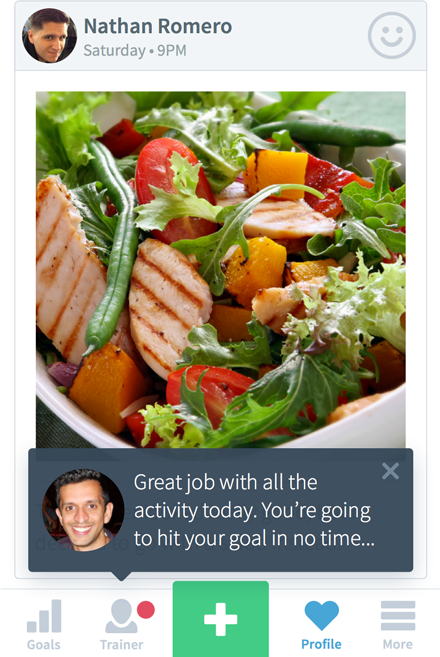 Nathan Romero
Saturday • 9PM
Great job with all the
activity today. You’re going
to hit your goal in no time...
Goals
Trainer
Profile
More